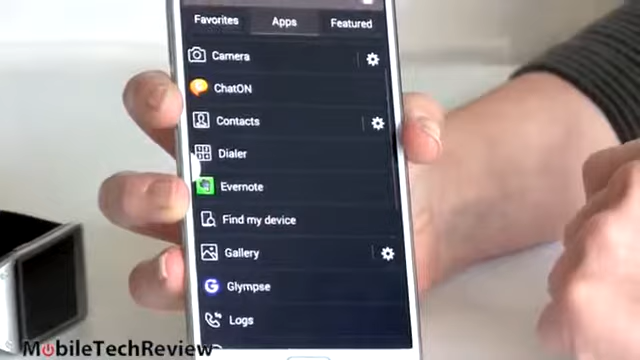 Favorites Apps Featured
Camera
ChatON
Contacts
Dialer
Evernote
Find my device
Gallery
Glympse
Logs
MobileTechReview